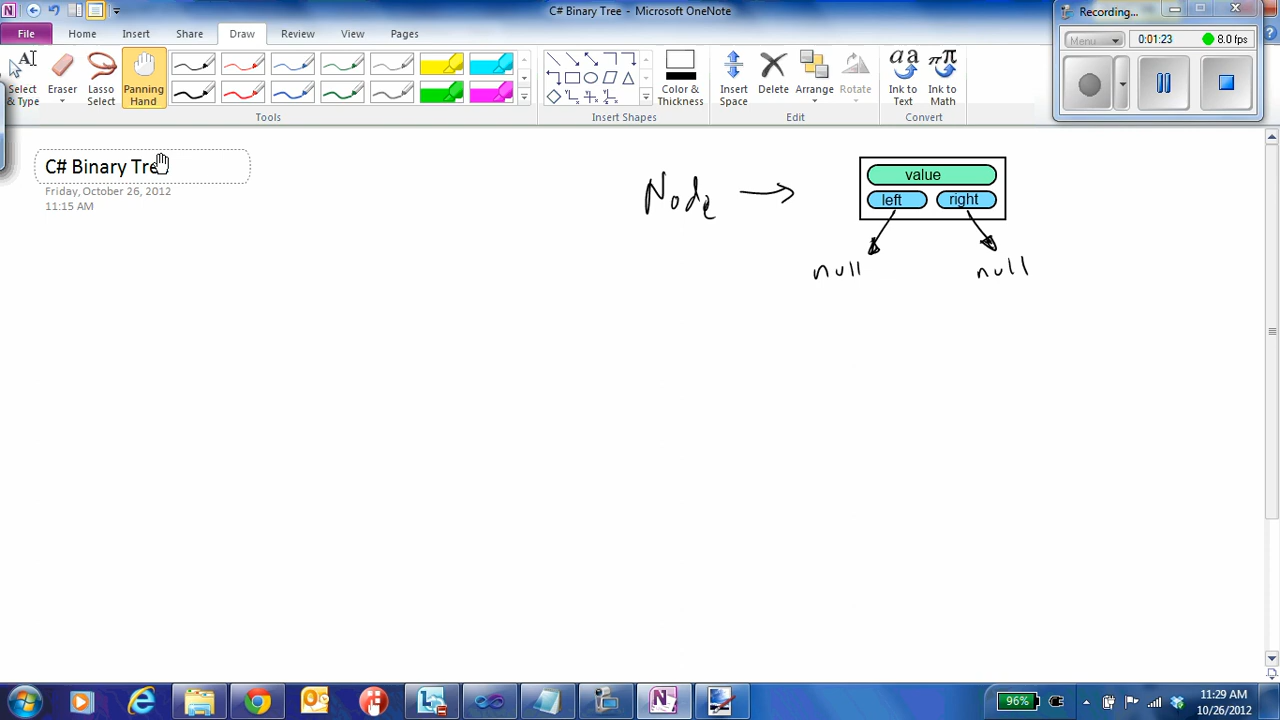 C# Binary Tree - Microsoft OneNote
File Home Insert Share Draw Review View Pages
Select & Type
Eraser
Lasso Select
Panning Hand
Color & Thickness
Insert Space
Delete
Arrange
Rotate
Ink to Text
Ink to Math
Tools
Insert Shapes
Edit
Convert
Recording...
Menu
0:01:23
8.0 fps
C# Binary Tree
Friday, October 26, 2012
11:15 AM
Node
value
left right
null null
96%
11:29 AM
10/26/2012